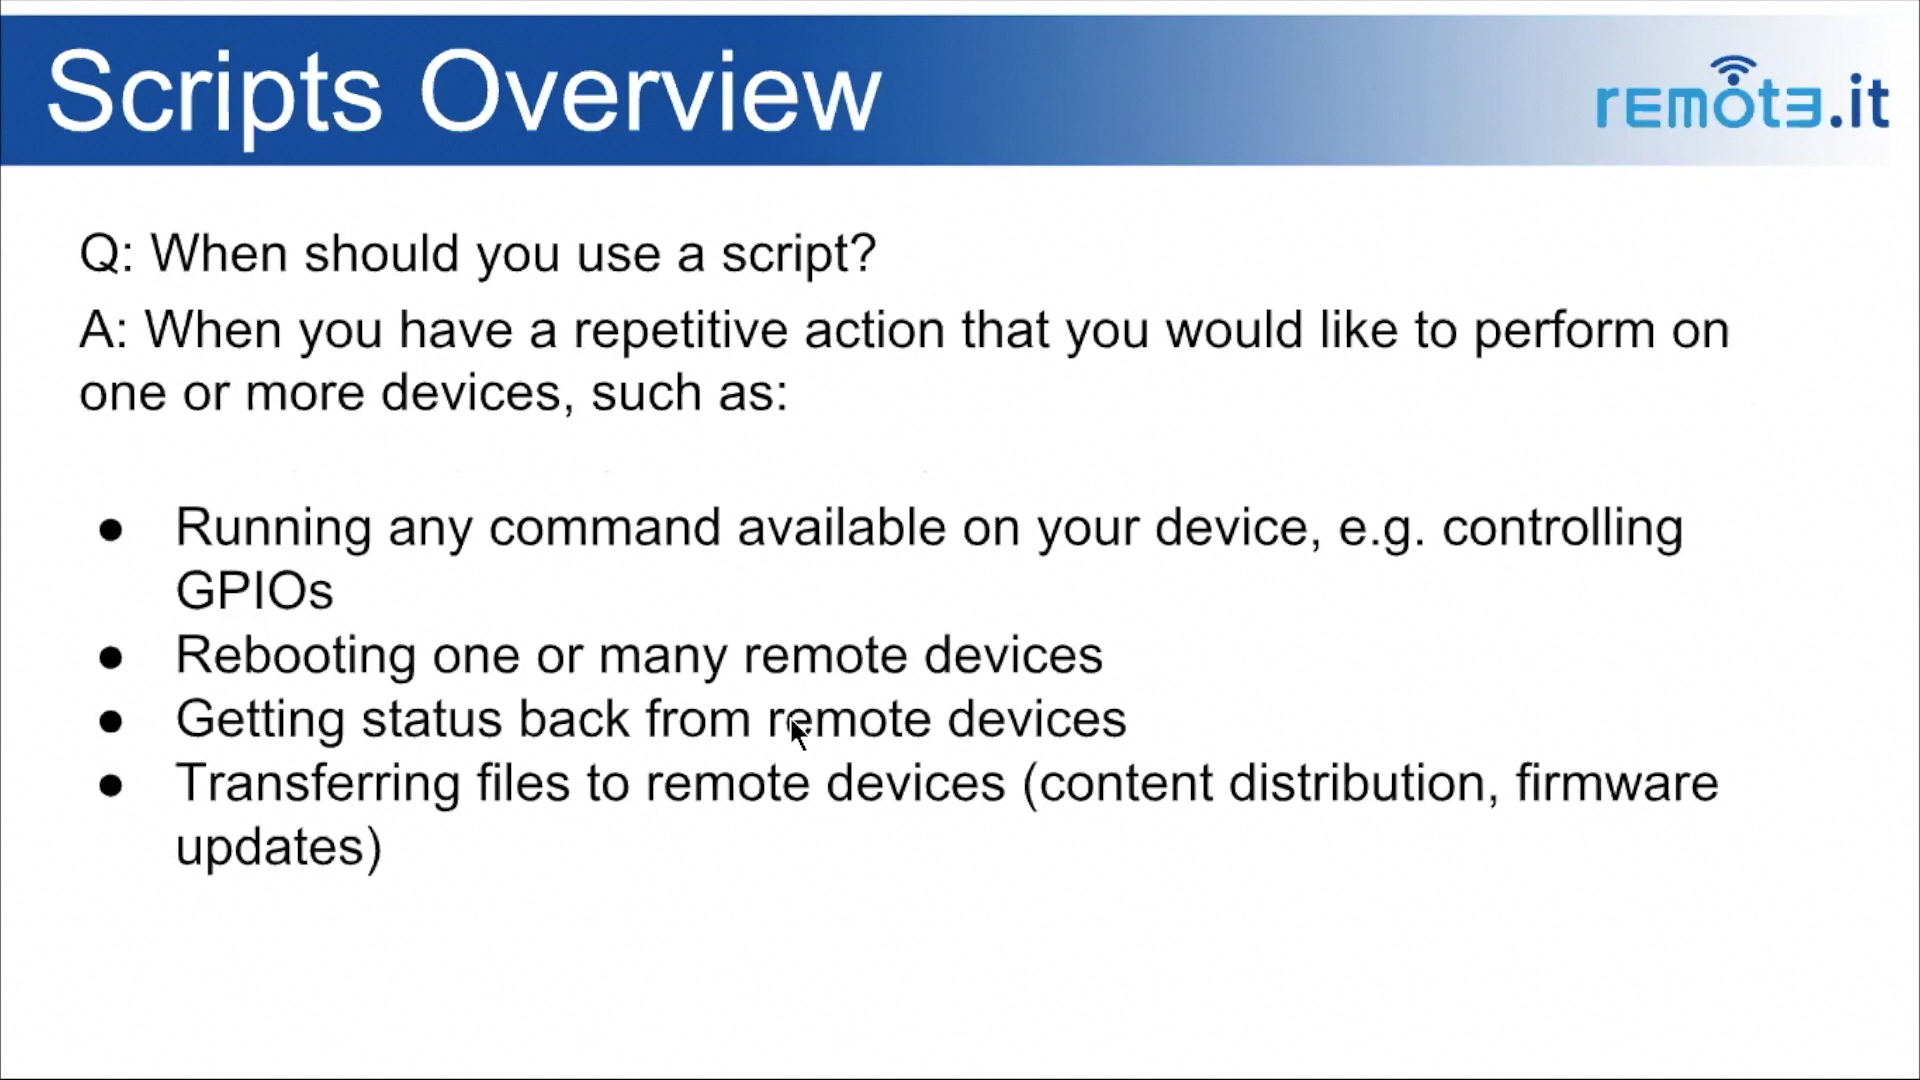 Scripts Overview
remot3.it
Q: When should you use a script?
A: When you have a repetitive action that you would like to perform on
one or more devices, such as:
● Running any command available on your device, e.g. controlling
GPIOs
● Rebooting one or many remote devices
● Getting status back from remote devices
● Transferring files to remote devices (content distribution, firmware
updates)